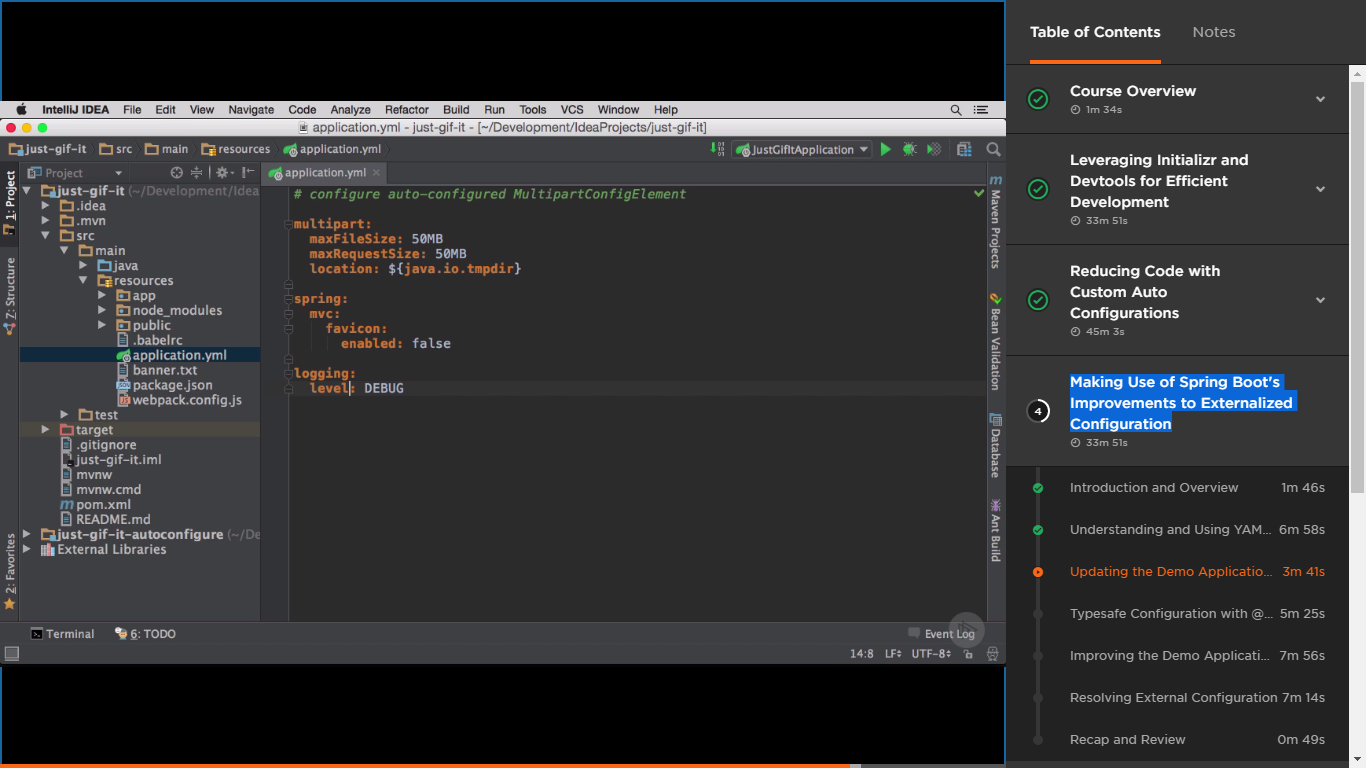 IntelliJ IDEA File Edit View Navigate Code Analyze Refactor Build Run Tools VCS Window Help
application.yml - just-gif-it - [~/Development/IdeaProjects/just-gif-it]
just-gif-it src main resources application.yml JustGifItApplication
1: Project
Z: Structure
2: Favorites
Project
just-gif-it (~/Development/Idea
.idea
.mvn
src
main
java
resources
app
node_modules
public
.babelrc
application.yml
banner.txt
package.json
webpack.config.js
test
target
.gitignore
just-gif-it.iml
mvnw
mvnw.cmd
pom.xml
README.md
just-gif-it-autoconfigure (~/De
External Libraries
application.yml
# configure auto-configured MultipartConfigElement
multipart:
maxFileSize: 50MB
maxRequestSize: 50MB
location: ${java.io.tmpdir}
spring:
mvc:
favicon:
enabled: false
logging:
level: DEBUG
Maven Projects
Bean Validation
Database
Ant Build
Terminal 6: TODO Event Log
14:8 LF UTF-8
Table of Contents Notes
Course Overview
1m 34s
Leveraging Initializr and
Devtools for Efficient
Development
33m 51s
Reducing Code with
Custom Auto
Configurations
45m 3s
4
Making Use of Spring Boot's
Improvements to Externalized
Configuration
33m 51s
Introduction and Overview 1m 46s
Understanding and Using YAM... 6m 58s
Updating the Demo Applicatio... 3m 41s
Typesafe Configuration with @... 5m 25s
Improving the Demo Applicati... 7m 56s
Resolving External Configuration 7m 14s
Recap and Review 0m 49s